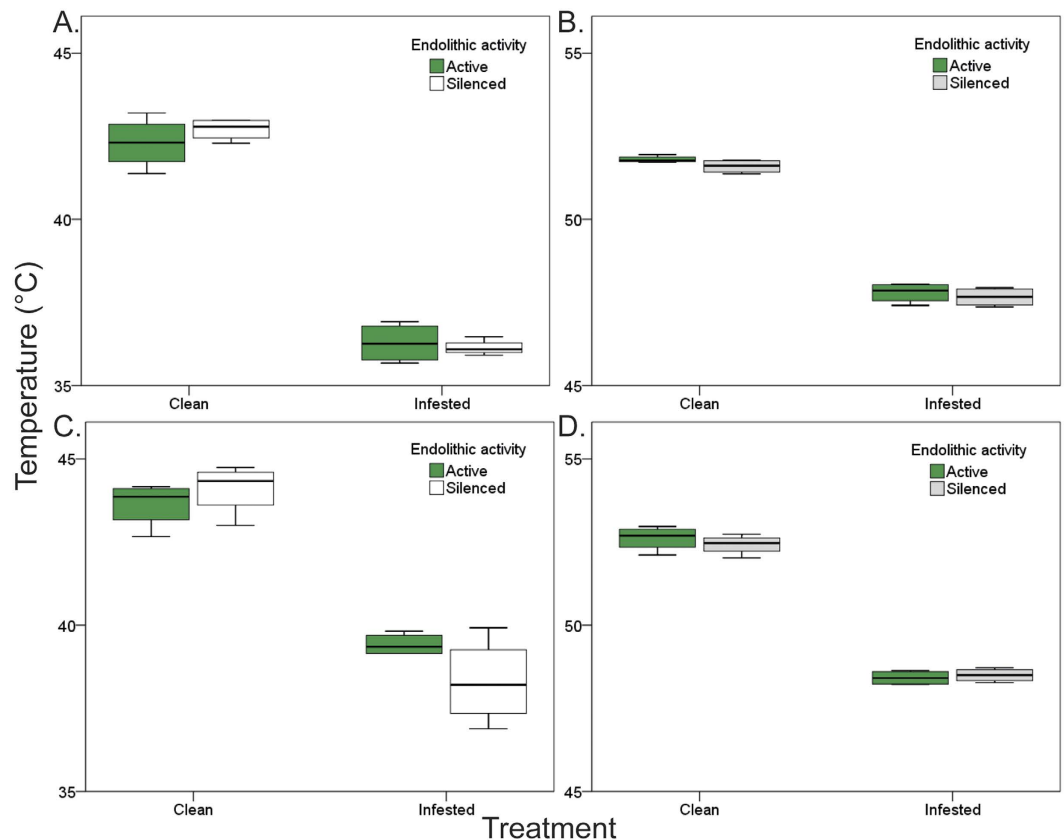 A.
Endolithic activity
Active
Silenced
45
40
35
Clean
Infested
B.
Endolithic activity
Active
Silenced
55
50
45
Clean
Infested
Temperature (°C)
C.
Endolithic activity
Active
Silenced
45
40
35
Clean
Infested
D.
Endolithic activity
Active
Silenced
55
50
45
Clean
Infested
Treatment